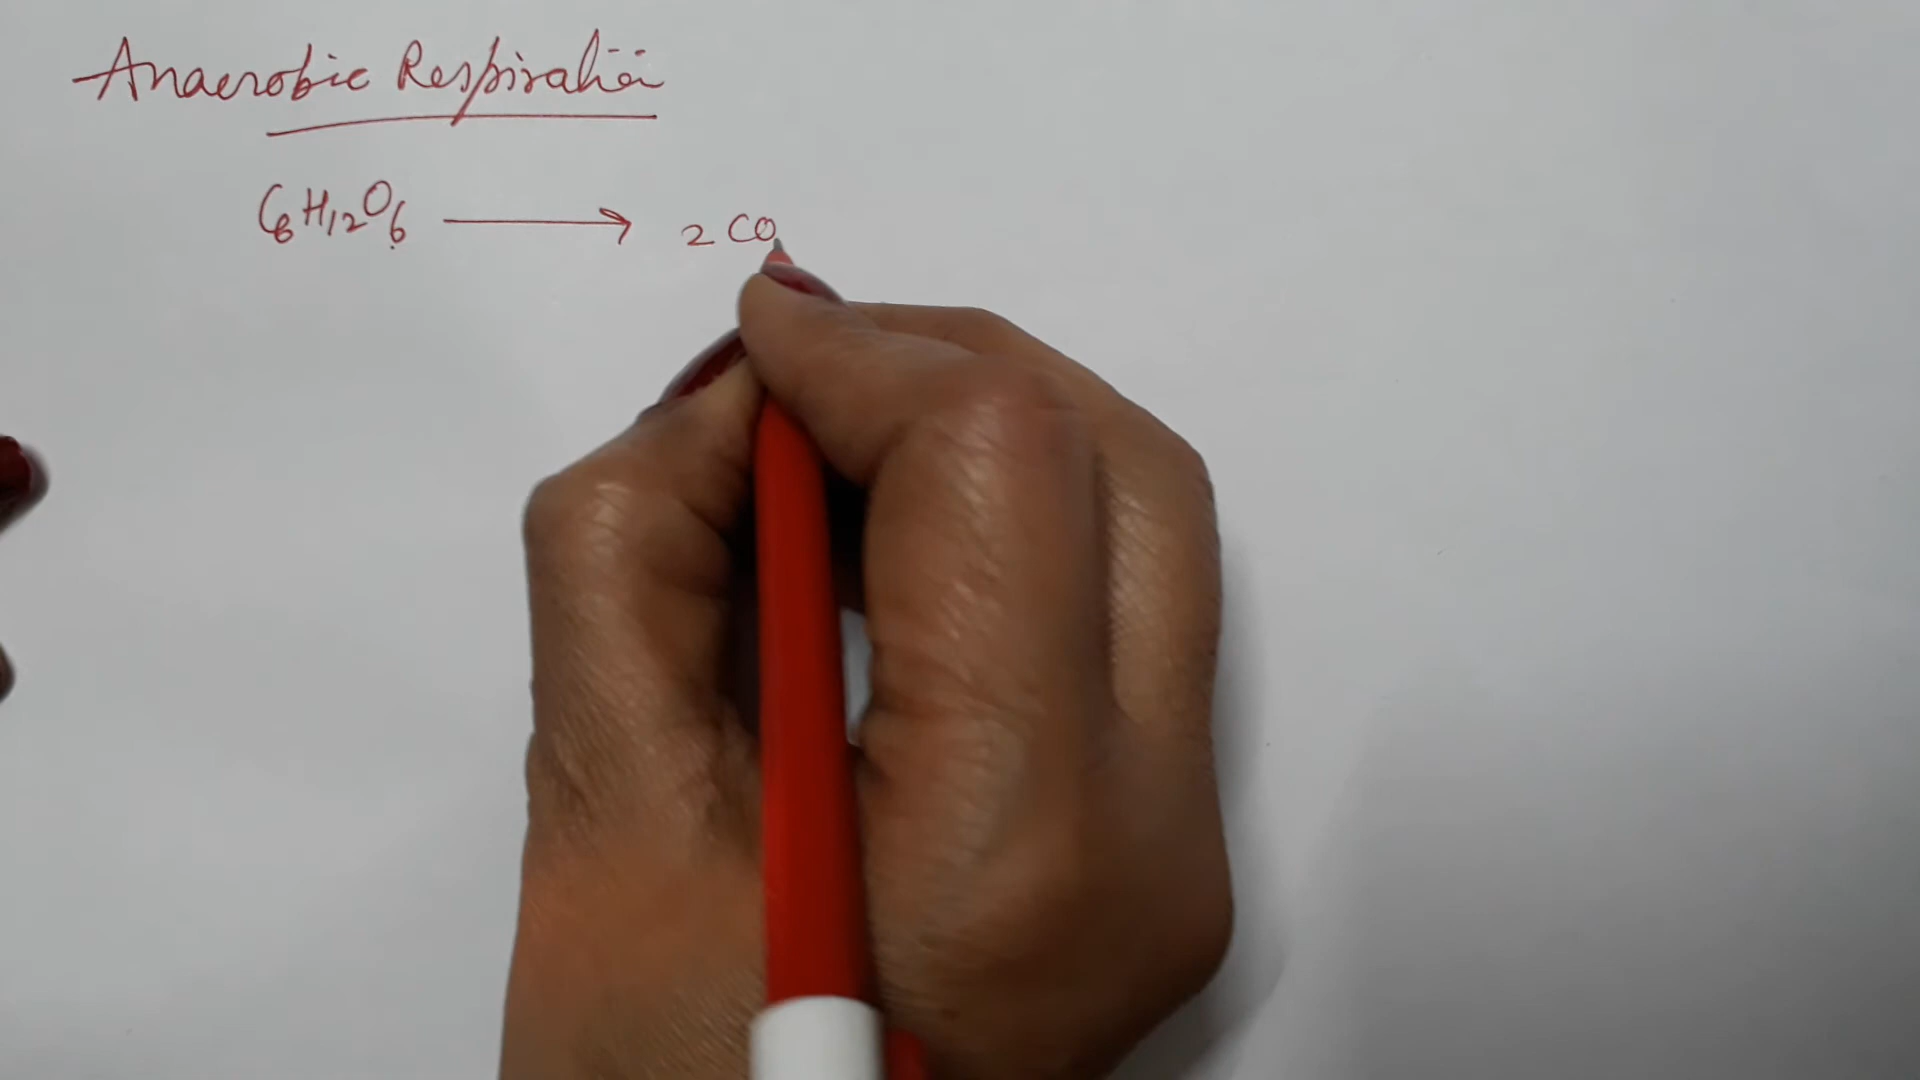 Anaerobic Respiration
C₆H₁₂O₆ ⟶ 2 CO